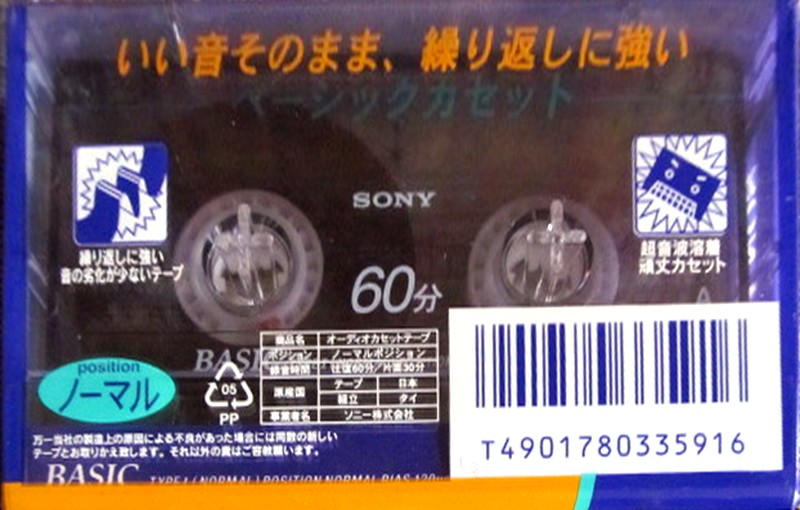 いい音そのまま、繰り返しに強い
ベーシックカセット
SONY
繰り返しに強い
音の劣化が少ないテープ
超音波溶着
頑丈カセット
60分
A
BASIC
position
ノーマル
05
PP
商品名 オーディオカセットテープ
ポジション ノーマルポジション
録音時間 往復60分/片面30分
原産国 テープ 日本
組立 タイ
事業者名 ソニー株式会社
T4901780335916
万一当社の製造上の原因による不良があった場合には同数の新しい
テープとお取りかえ致します。それ以外の責はご容赦願います。
BASIC TYPE I (NORMAL) POSITION NORMAL BIAS 120